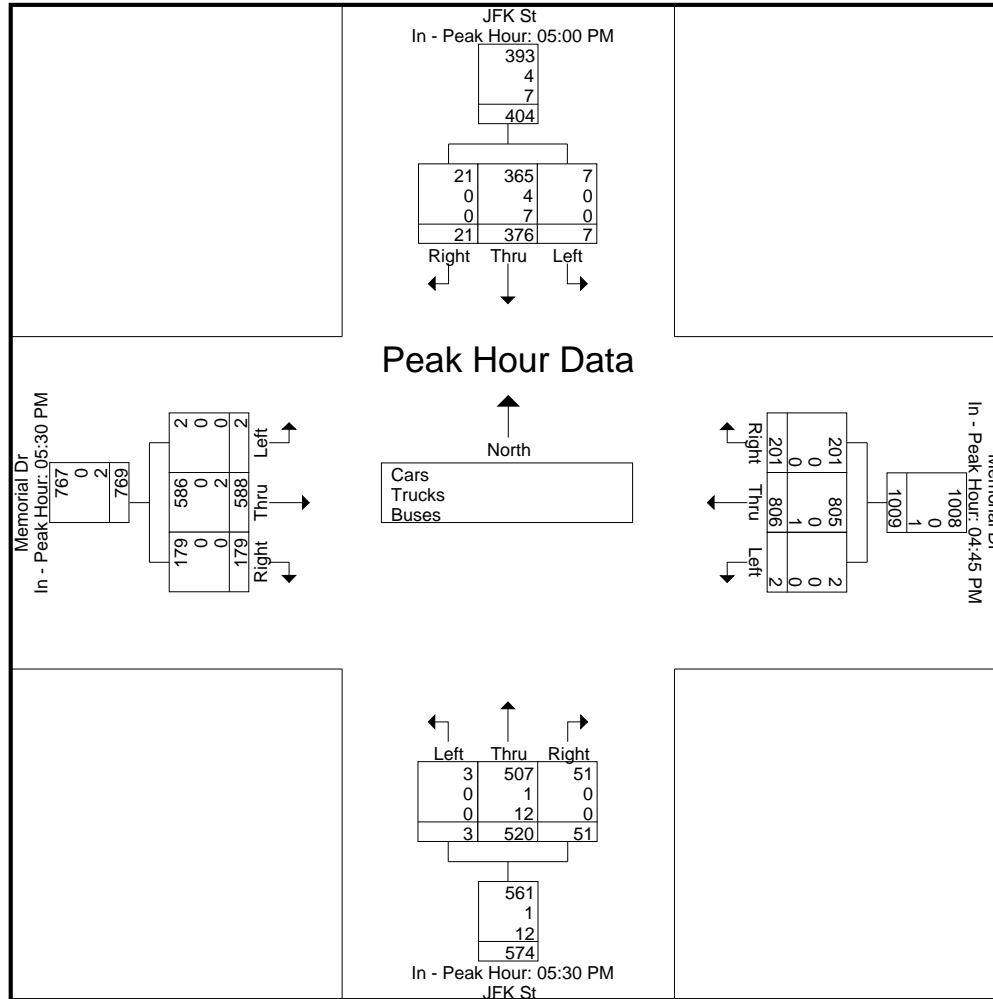 JFK St
In - Peak Hour: 05:00 PM
393
4
7
404
21 365 7
0 4 0
0 7 0
21 376 7
Right Thru Left
Peak Hour Data
North
Cars
Trucks
Buses
Memorial Dr
In - Peak Hour: 05:30 PM
767
0
2
769
2 0 0 2
586 0 2 588
179 0 0 179
Left
Thru
Right
Right
Thru
Left
201 0 0 201
806 1 0 805
2 0 0 2
1008
0
1
1009
In - Peak Hour: 04:45 PM
Memorial Dr
Left Thru Right
3 507 51
0 1 0
0 12 0
3 520 51
561
1
12
574
In - Peak Hour: 05:30 PM
JFK St